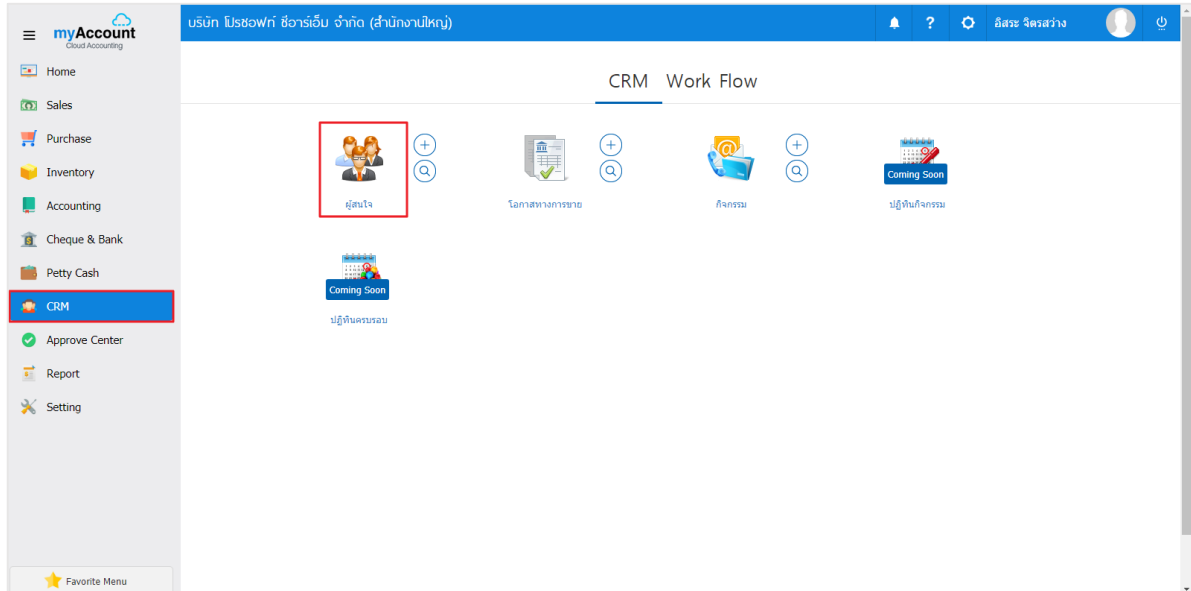 myAccount
Cloud Accounting
บริษัท โปรซอฟท์ ซีอาร์เอ็ม จำกัด (สำนักงานใหญ่)
?
อิสระ จิตรสว่าง
Home
Sales
Purchase
Inventory
Accounting
Cheque & Bank
Petty Cash
CRM
Approve Center
Report
Setting
Favorite Menu
CRM Work Flow
ผู้สนใจ
โอกาสทางการขาย
กิจกรรม
Coming Soon
ปฏิทินกิจกรรม
Coming Soon
ปฏิทินครบรอบ